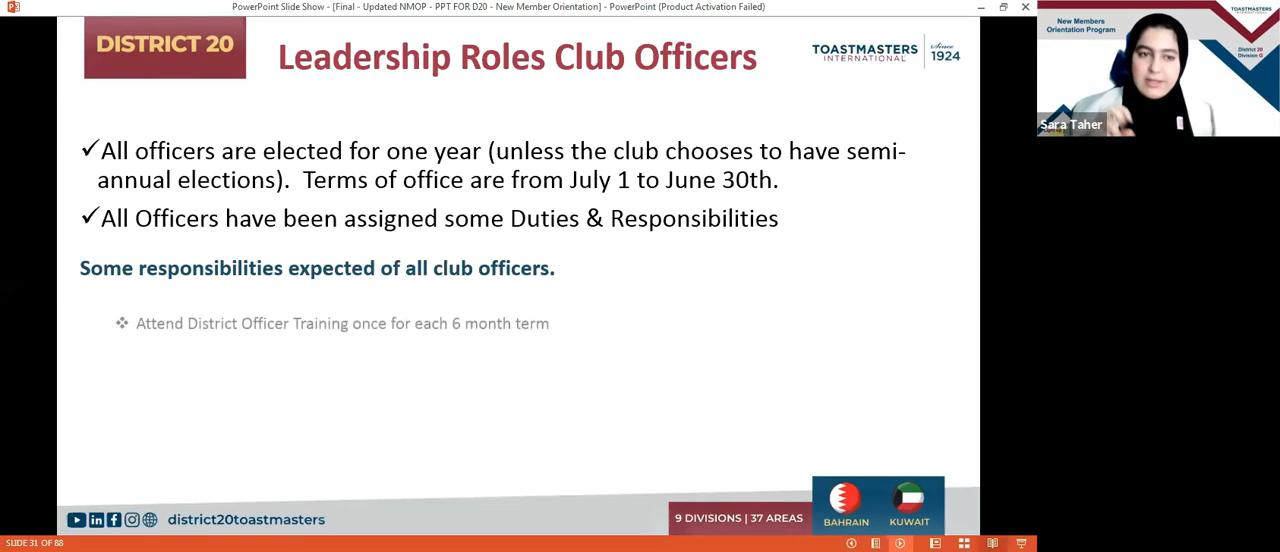 PowerPoint Slide Show - [Final - Updated NMOP - PPT FOR D20 - New Member Orientation] - PowerPoint (Product Activation Failed)
DISTRICT 20
Leadership Roles Club Officers
TOASTMASTERS
INTERNATIONAL
Since
1924
New Members
Orientation Program
TOASTMASTERS
INTERNATIONAL
District 20
Division G
Sara Taher
✓All officers are elected for one year (unless the club chooses to have semi-
annual elections). Terms of office are from July 1 to June 30th.
✓All Officers have been assigned some Duties & Responsibilities
Some responsibilities expected of all club officers.
❖ Attend District Officer Training once for each 6 month term
district20toastmasters
9 DIVISIONS | 37 AREAS
BAHRAIN
KUWAIT
SLIDE 31 OF 88